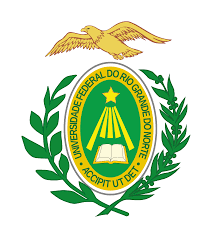 UNIVERSIDADE FEDERAL DO RIO GRANDE DO NORTE
ACCIPIT UT DET